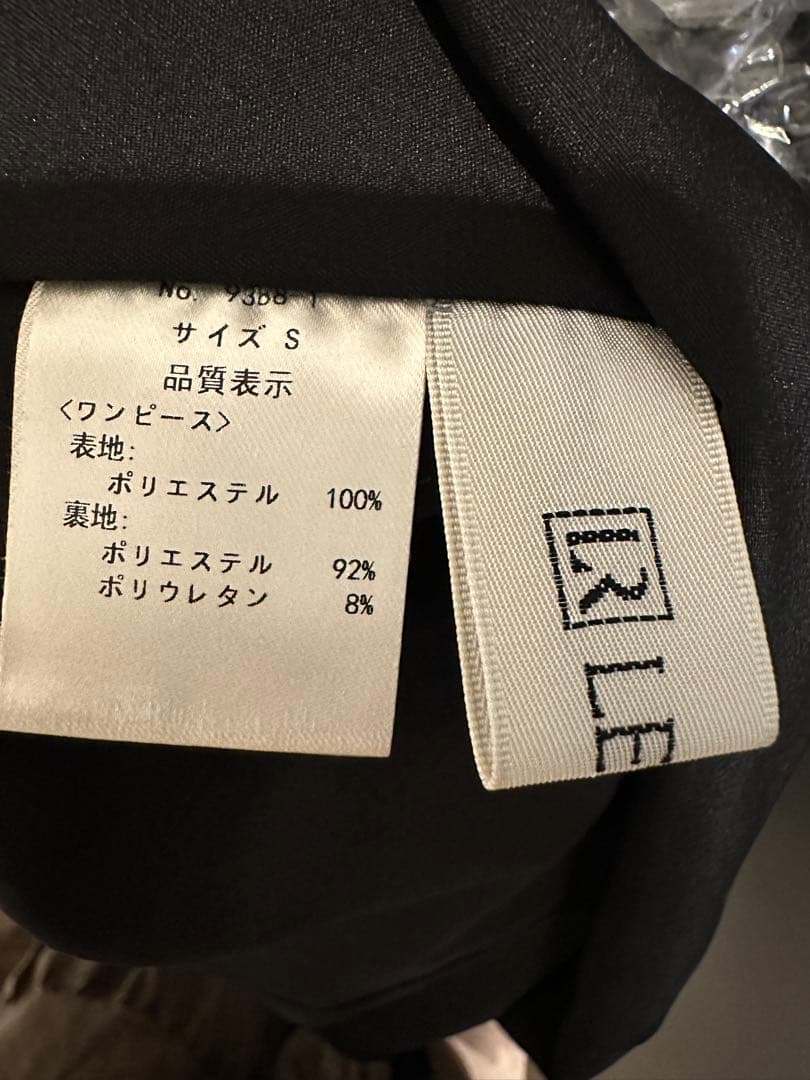 サイズ S
品質表示
<ワンピース>
表地:
ポリエステル 100%
裏地:
ポリエステル 92%
ポリウレタン 8%
LR
LE